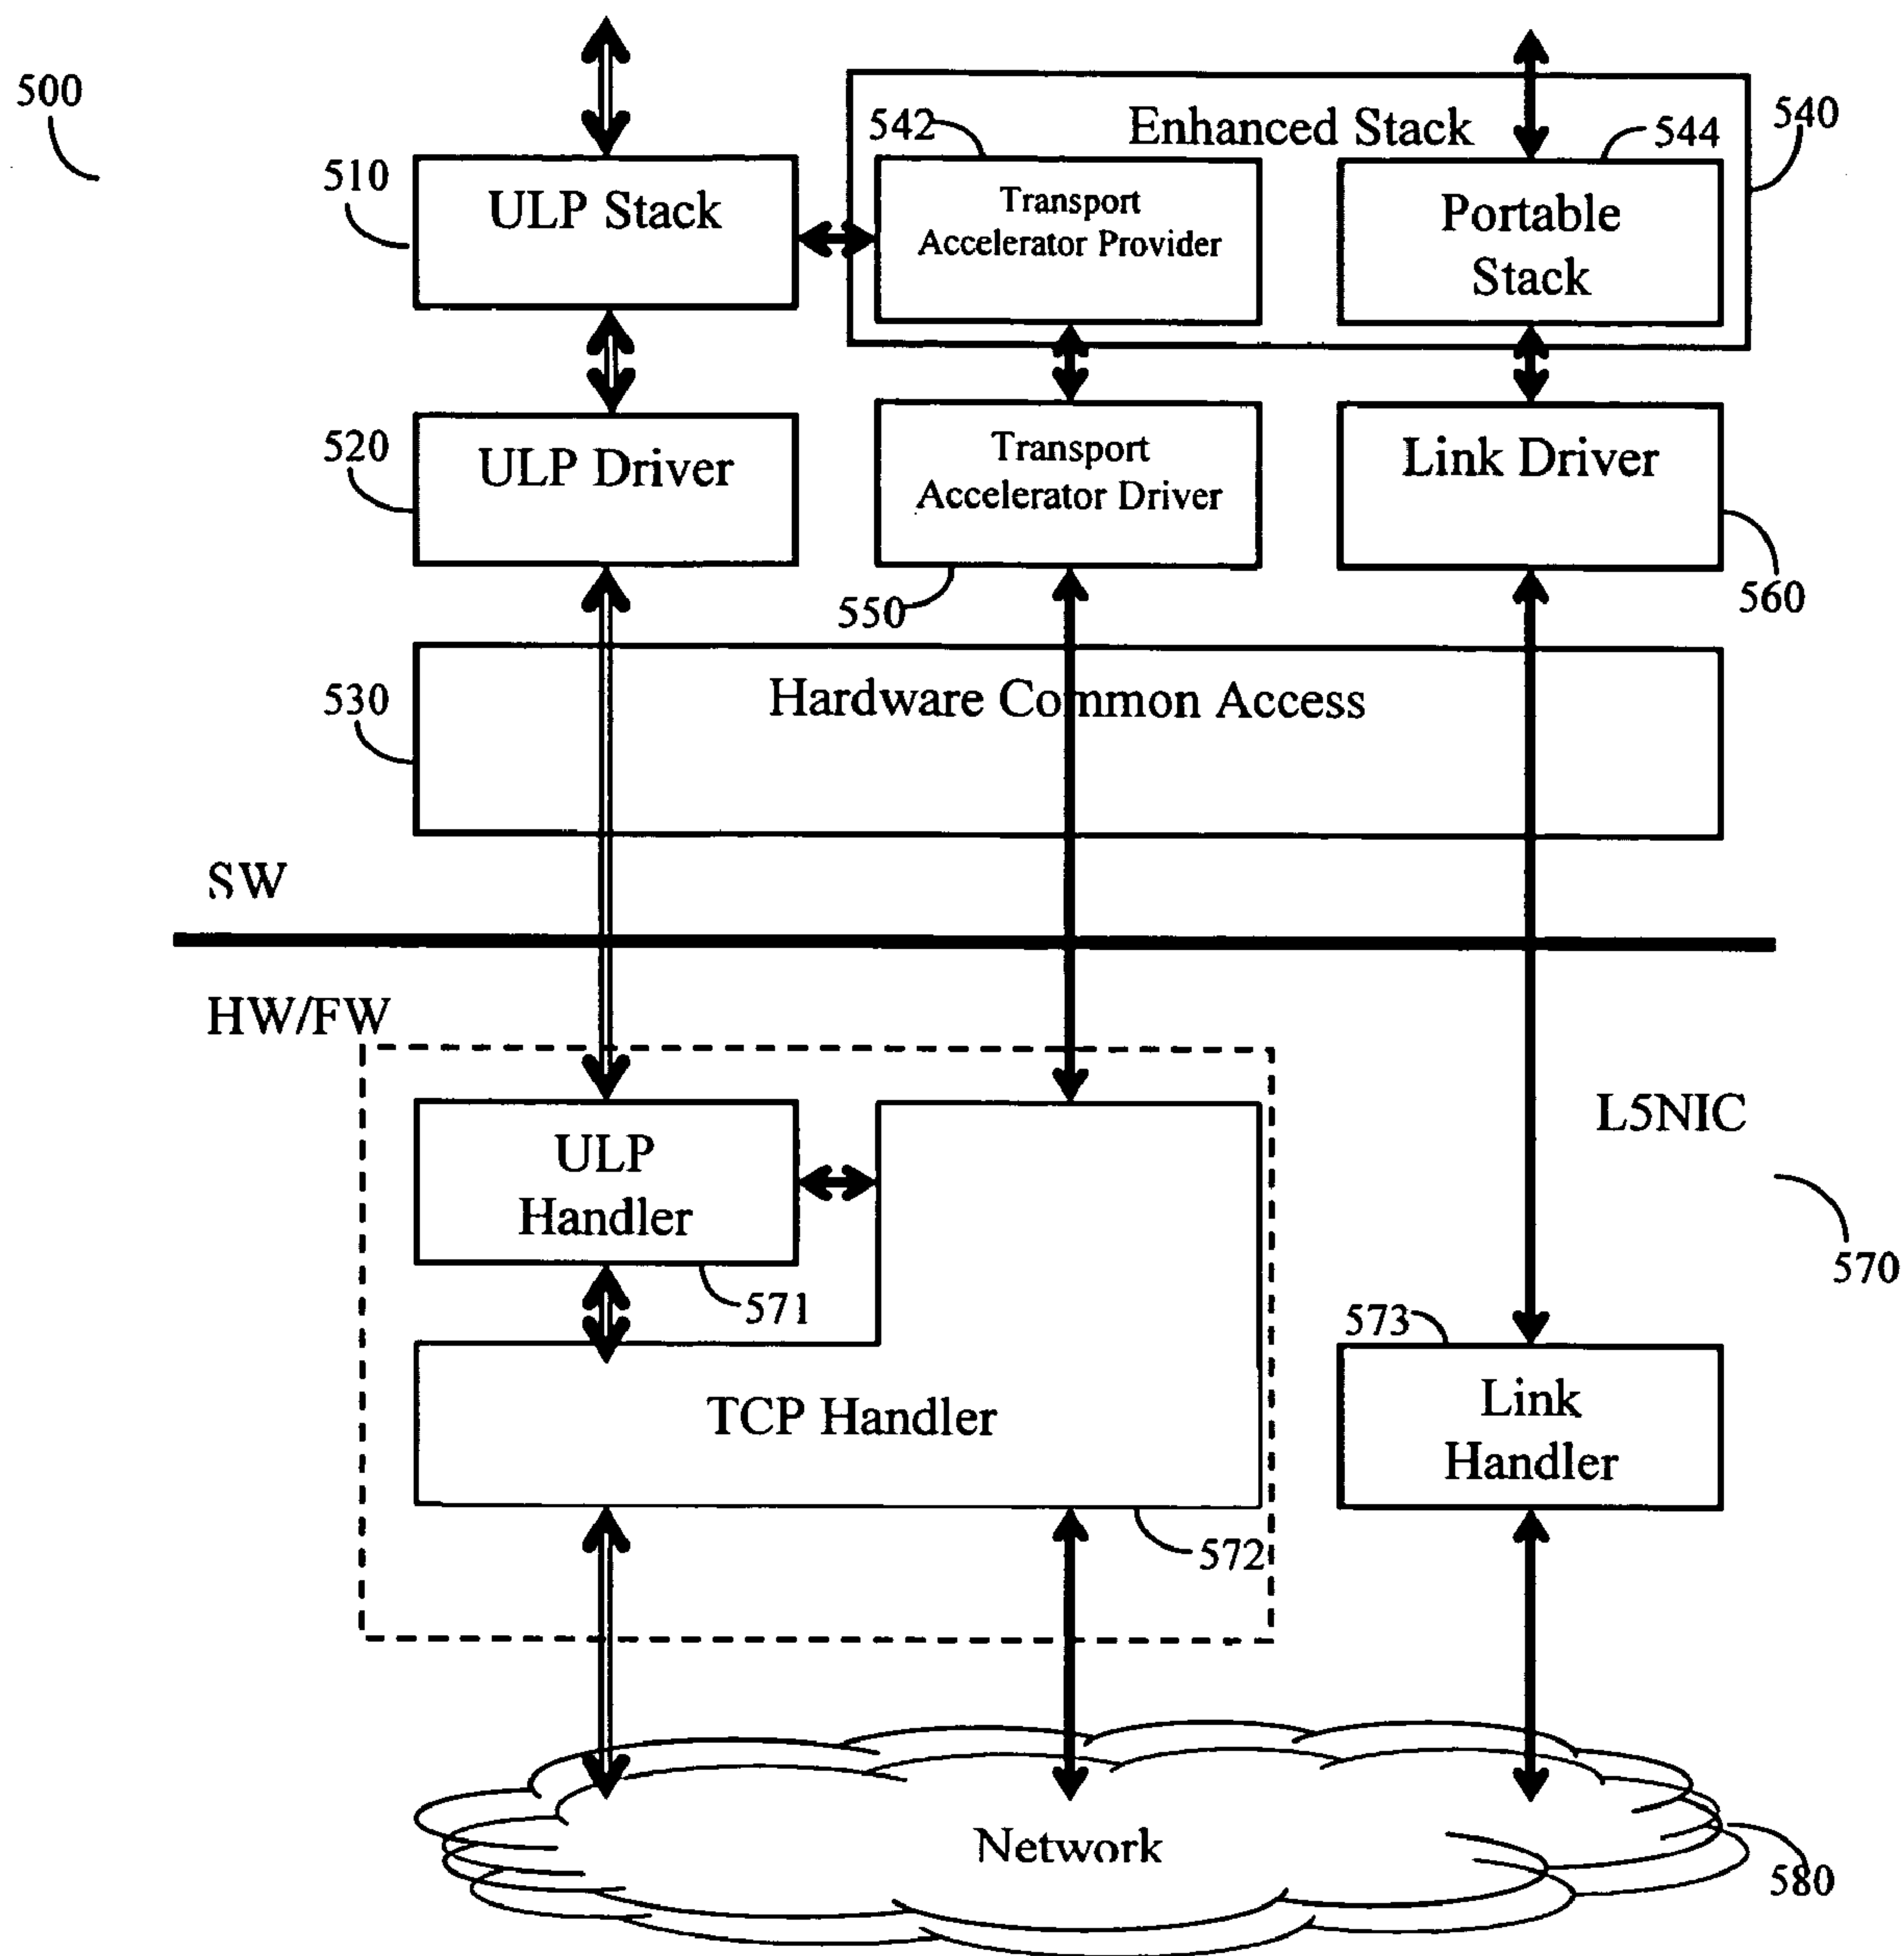 500
542
Enhanced Stack
544
540
510
ULP Stack
Transport
Accelerator Provider
Portable
Stack
520
ULP Driver
Transport
Accelerator Driver
Link Driver
550
560
530
Hardware Common Access
SW
HW/FW
L5NIC
ULP
Handler
570
571
573
TCP Handler
Link
Handler
572
Network
580